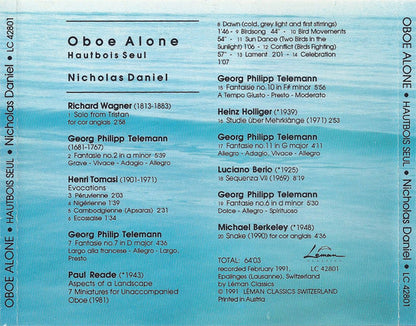 OBOE ALONE • HAUTBOIS SEUL • Nicholas Daniel • LC 42801
Oboe Alone
Hautbois Seul
Nicholas Daniel
Richard Wagner (1813-1883)
1 Solo from Tristan
for cor anglais 2:58
Georg Philipp Telemann
(1681-1767)
2 Fantaisie no.2 in a minor 5:39
Grave - Adagio - Allegro
Henri Tomasi (1901-1971)
Evocations
3 Péruvienne 2:03
4 Nigérienne 1:39
5 Cambodgienne (Apsaras) 2:31
6 Ecossaise 1:34
Georg Philip Telemann
7 Fantaisie no.7 in D major 4:36
Largo alla francese - Allegro - Largo,
Presto
Paul Reade (*1943)
Aspects of a Landscape
7 Miniatures for Unaccompanied
Oboe (1981)
8 Dawn (cold, grey light and first stirrings)
1:46 - 9 Birdsong 44" - 10 Bird Movements
54" - 11 Sun Dance (Two Birds in the
Sunlight) 1:06 - 12 Conflict (Birds Fighting)
57" - 13 Lament 2:01 - 14 Celebration
1:07
Georg Philipp Telemann
15 Fantaisie no.10 in F# minor 5:56
A Tempo Giusto - Presto - Moderato
Heinz Holliger (*1939)
16 Studie über Mehrklänge (1971) 2:53
Georg Philipp Telemann
17 Fantaisie no.11 in G major 4:11
Allegro - Adagio, Vivace - Allegro
Luciano Berio (*1925)
18 Sequenza VII (1969) 8:19
Georg Philipp Telemann
19 Fantaisie no.6 in d minor 5:26
Dolce - Allegro - Spirituoso
Michael Berkeley (*1948)
20 Snake (1990) for cor anglais 4:36
TOTAL: 64:03
recorded February 1991,
Epalinges (Lausanne), Switzerland
by Léman Classics
© 1991 LÉMAN CLASSICS SWITZERLAND
Printed in Austria
Léman
LC 42801
OBOE ALONE • HAUTBOIS SEUL • Nicholas Daniel • LC 42801